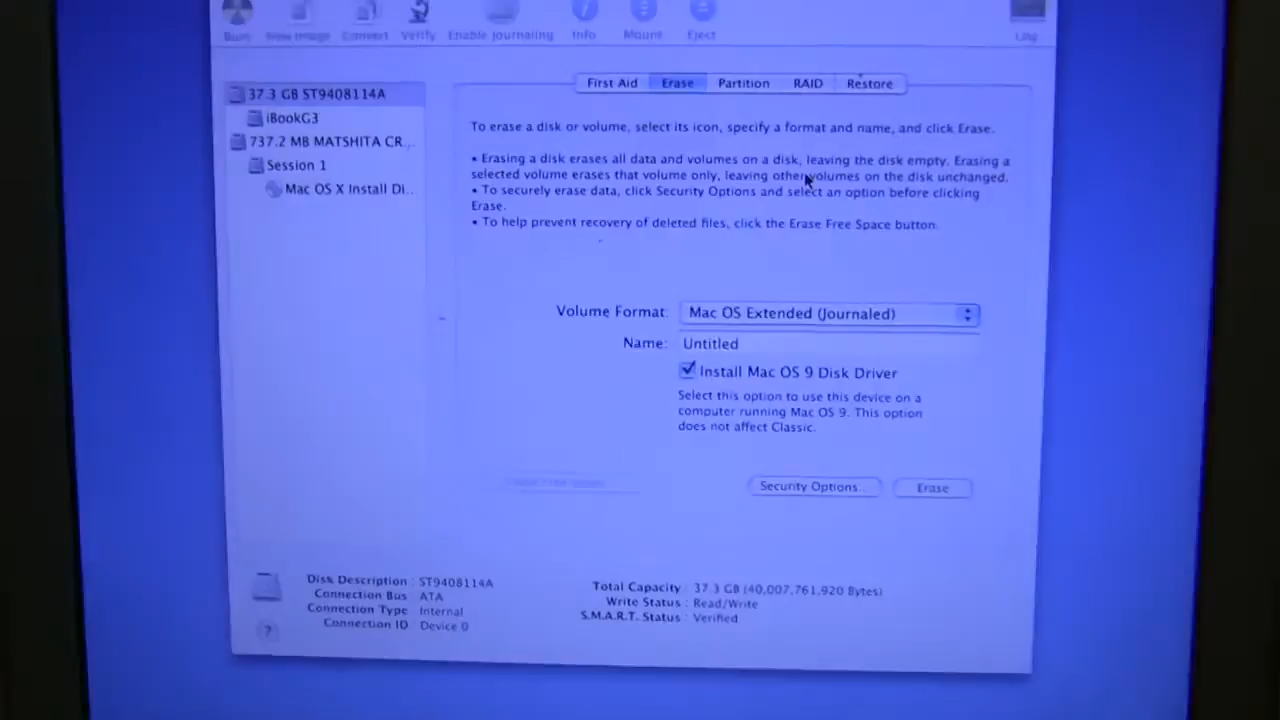 Burn New Image Convert Verify Enable Journaling Info Mount Eject Log
First Aid Erase Partition RAID Restore
37.3 GB ST9408114A
iBookG3
737.2 MB MATSHITA CR...
Session 1
Mac OS X Install Di...
To erase a disk or volume, select its icon, specify a format and name, and click Erase.
• Erasing a disk erases all data and volumes on a disk, leaving the disk empty. Erasing a
selected volume erases that volume only, leaving other volumes on the disk unchanged.
• To securely erase data, click Security Options and select an option before clicking
Erase.
• To help prevent recovery of deleted files, click the Erase Free Space button.
Volume Format: Mac OS Extended (Journaled)
Name: Untitled
Install Mac OS 9 Disk Driver
Select this option to use this device on a
computer running Mac OS 9. This option
does not affect Classic.
Security Options... Erase
Disk Description : ST9408114A
Connection Bus : ATA
Connection Type : Internal
Connection ID : Device 0
Total Capacity : 37.3 GB (40,007,761,920 Bytes)
Write Status : Read/Write
S.M.A.R.T. Status : Verified
?